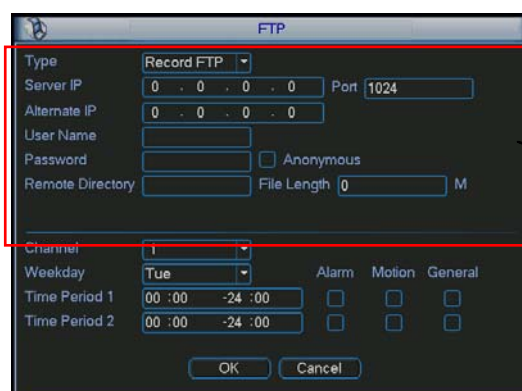 FTP
Type Record FTP
Server IP 0 . 0 . 0 . 0 Port 1024
Alternate IP 0 . 0 . 0 . 0
User Name
Password Anonymous
Remote Directory File Length 0 M
Channel 1
Weekday Tue Alarm Motion General
Time Period 1 00 :00 -24 :00
Time Period 2 00 :00 -24 :00
OK Cancel